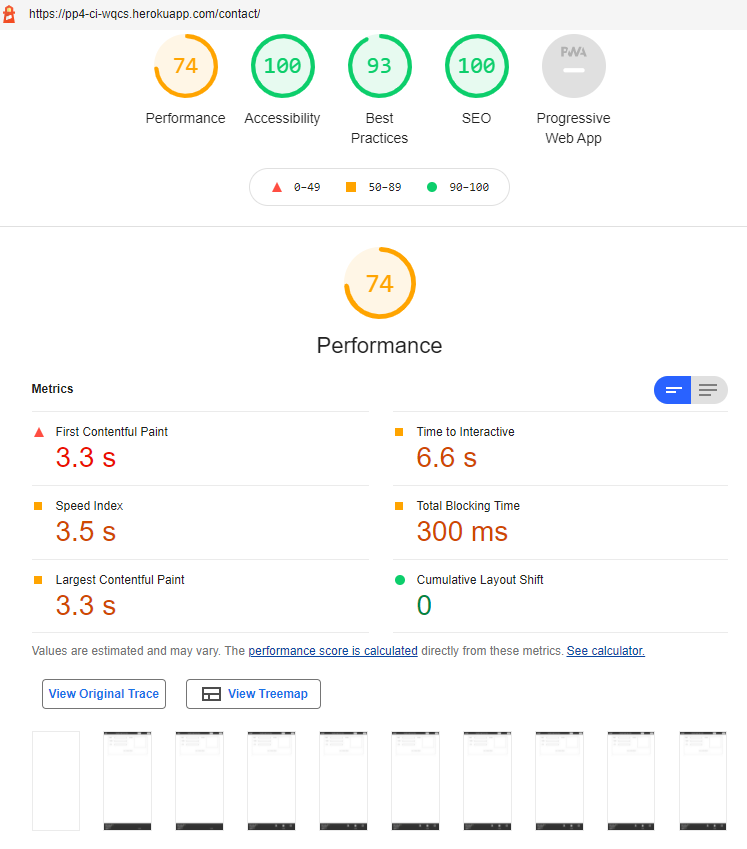 https://pp4-ci-wqcs.herokuapp.com/contact/
74 100 93 100 PWA
Performance Accessibility Best Practices SEO Progressive Web App
0–49 50–89 90–100
74
Performance
Metrics
First Contentful Paint
3.3 s
Time to Interactive
6.6 s
Speed Index
3.5 s
Total Blocking Time
300 ms
Largest Contentful Paint
3.3 s
Cumulative Layout Shift
0
Values are estimated and may vary. The performance score is calculated directly from these metrics. See calculator.
View Original Trace View Treemap